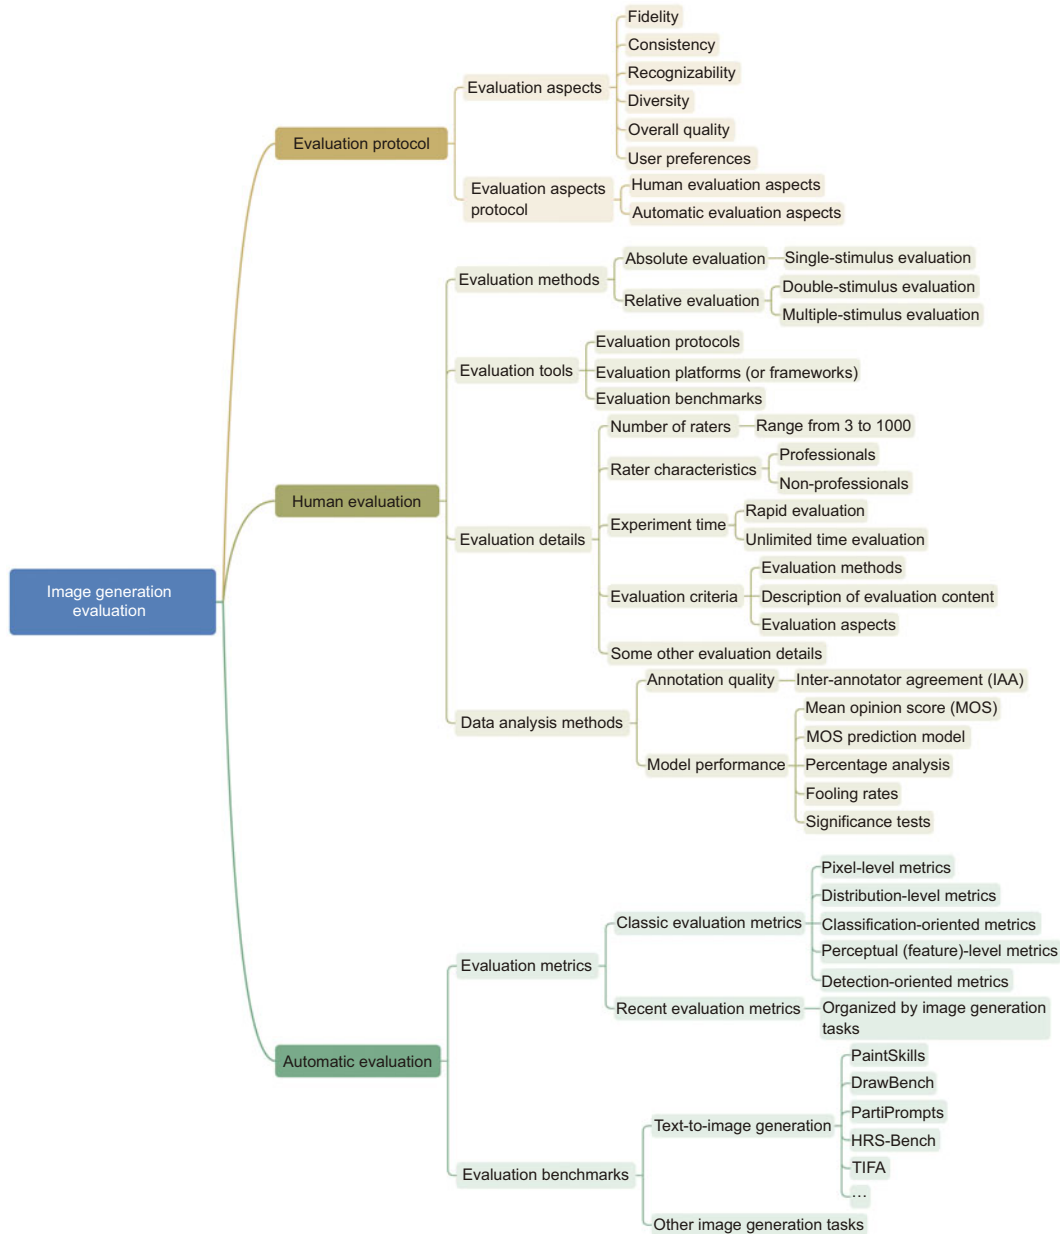 Image generation
evaluation
Evaluation protocol
Evaluation aspects
Fidelity
Consistency
Recognizability
Diversity
Overall quality
User preferences
Evaluation aspects
protocol
Human evaluation aspects
Automatic evaluation aspects
Human evaluation
Evaluation methods
Absolute evaluation
Single-stimulus evaluation
Relative evaluation
Double-stimulus evaluation
Multiple-stimulus evaluation
Evaluation tools
Evaluation protocols
Evaluation platforms (or frameworks)
Evaluation benchmarks
Evaluation details
Number of raters
Range from 3 to 1000
Rater characteristics
Professionals
Non-professionals
Experiment time
Rapid evaluation
Unlimited time evaluation
Evaluation criteria
Evaluation methods
Description of evaluation content
Evaluation aspects
Some other evaluation details
Data analysis methods
Annotation quality
Inter-annotator agreement (IAA)
Model performance
Mean opinion score (MOS)
MOS prediction model
Percentage analysis
Fooling rates
Significance tests
Automatic evaluation
Evaluation metrics
Classic evaluation metrics
Pixel-level metrics
Distribution-level metrics
Classification-oriented metrics
Perceptual (feature)-level metrics
Detection-oriented metrics
Recent evaluation metrics
Organized by image generation
tasks
Evaluation benchmarks
Text-to-image generation
PaintSkills
DrawBench
PartiPrompts
HRS-Bench
TIFA
…
Other image generation tasks